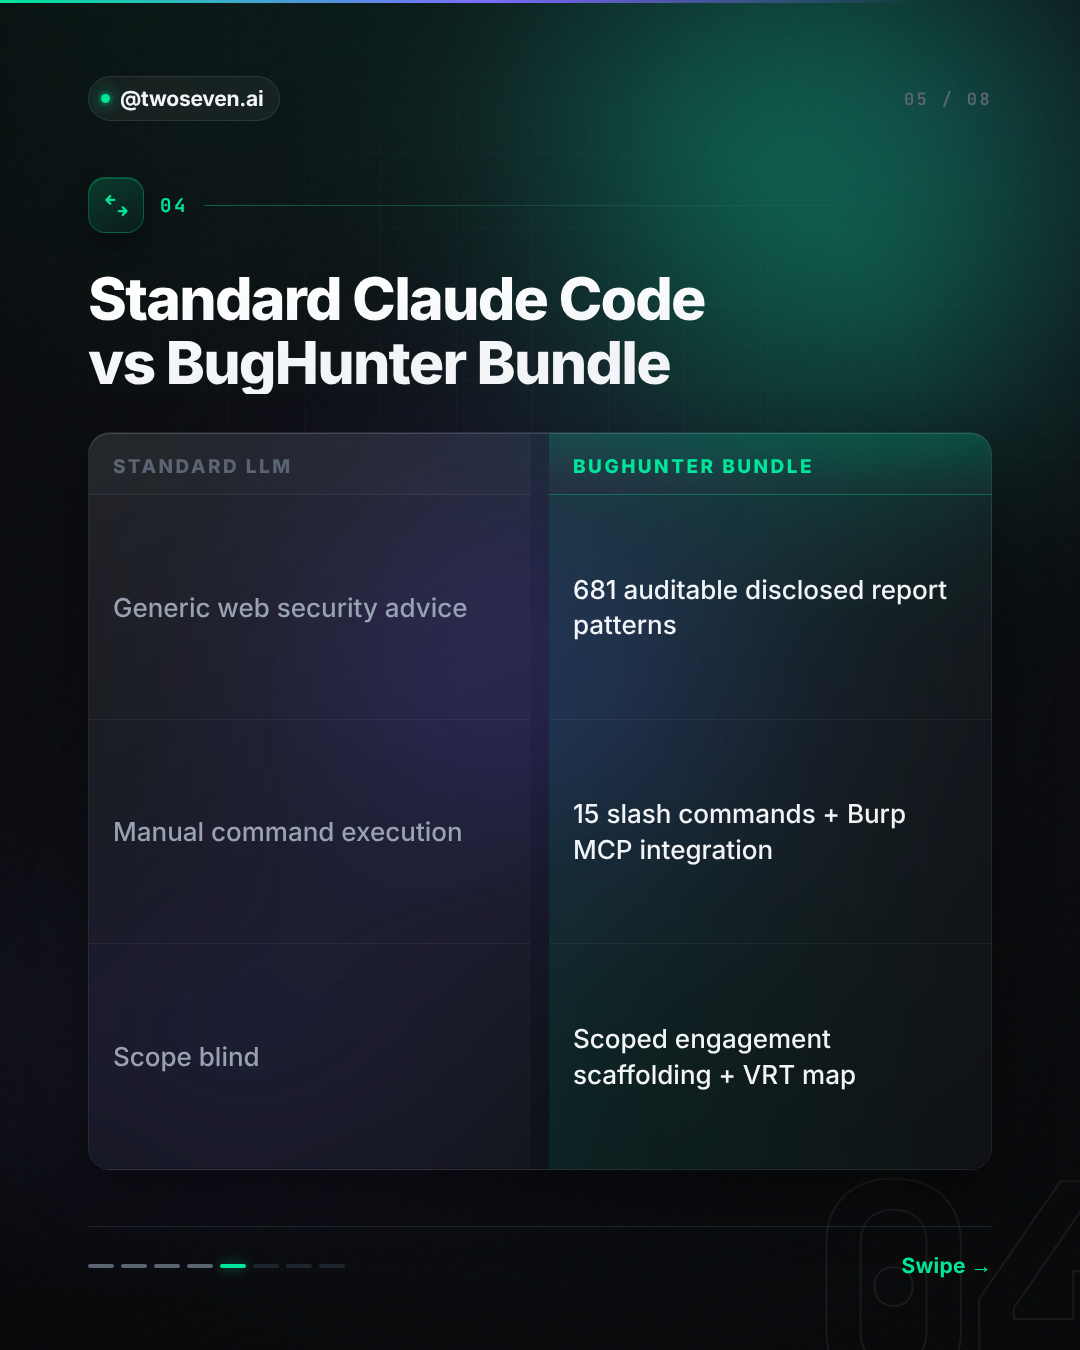 @twoseven.ai
05 / 08
04
Standard Claude Code
vs BugHunter Bundle
STANDARD LLM
BUGHUNTER BUNDLE
Generic web security advice
681 auditable disclosed report
patterns
Manual command execution
15 slash commands + Burp
MCP integration
Scope blind
Scoped engagement
scaffolding + VRT map
04
Swipe →